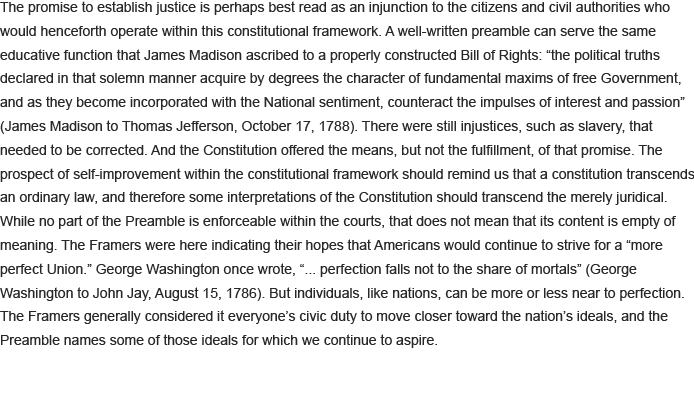 The promise to establish justice is perhaps best read as an injunction to the citizens and civil authorities who
would henceforth operate within this constitutional framework. A well-written preamble can serve the same
educative function that James Madison ascribed to a properly constructed Bill of Rights: “the political truths
declared in that solemn manner acquire by degrees the character of fundamental maxims of free Government,
and as they become incorporated with the National sentiment, counteract the impulses of interest and passion”
(James Madison to Thomas Jefferson, October 17, 1788). There were still injustices, such as slavery, that
needed to be corrected. And the Constitution offered the means, but not the fulfillment, of that promise. The
prospect of self-improvement within the constitutional framework should remind us that a constitution transcends
an ordinary law, and therefore some interpretations of the Constitution should transcend the merely juridical.
While no part of the Preamble is enforceable within the courts, that does not mean that its content is empty of
meaning. The Framers were here indicating their hopes that Americans would continue to strive for a “more
perfect Union.” George Washington once wrote, “... perfection falls not to the share of mortals” (George
Washington to John Jay, August 15, 1786). But individuals, like nations, can be more or less near to perfection.
The Framers generally considered it everyone’s civic duty to move closer toward the nation’s ideals, and the
Preamble names some of those ideals for which we continue to aspire.